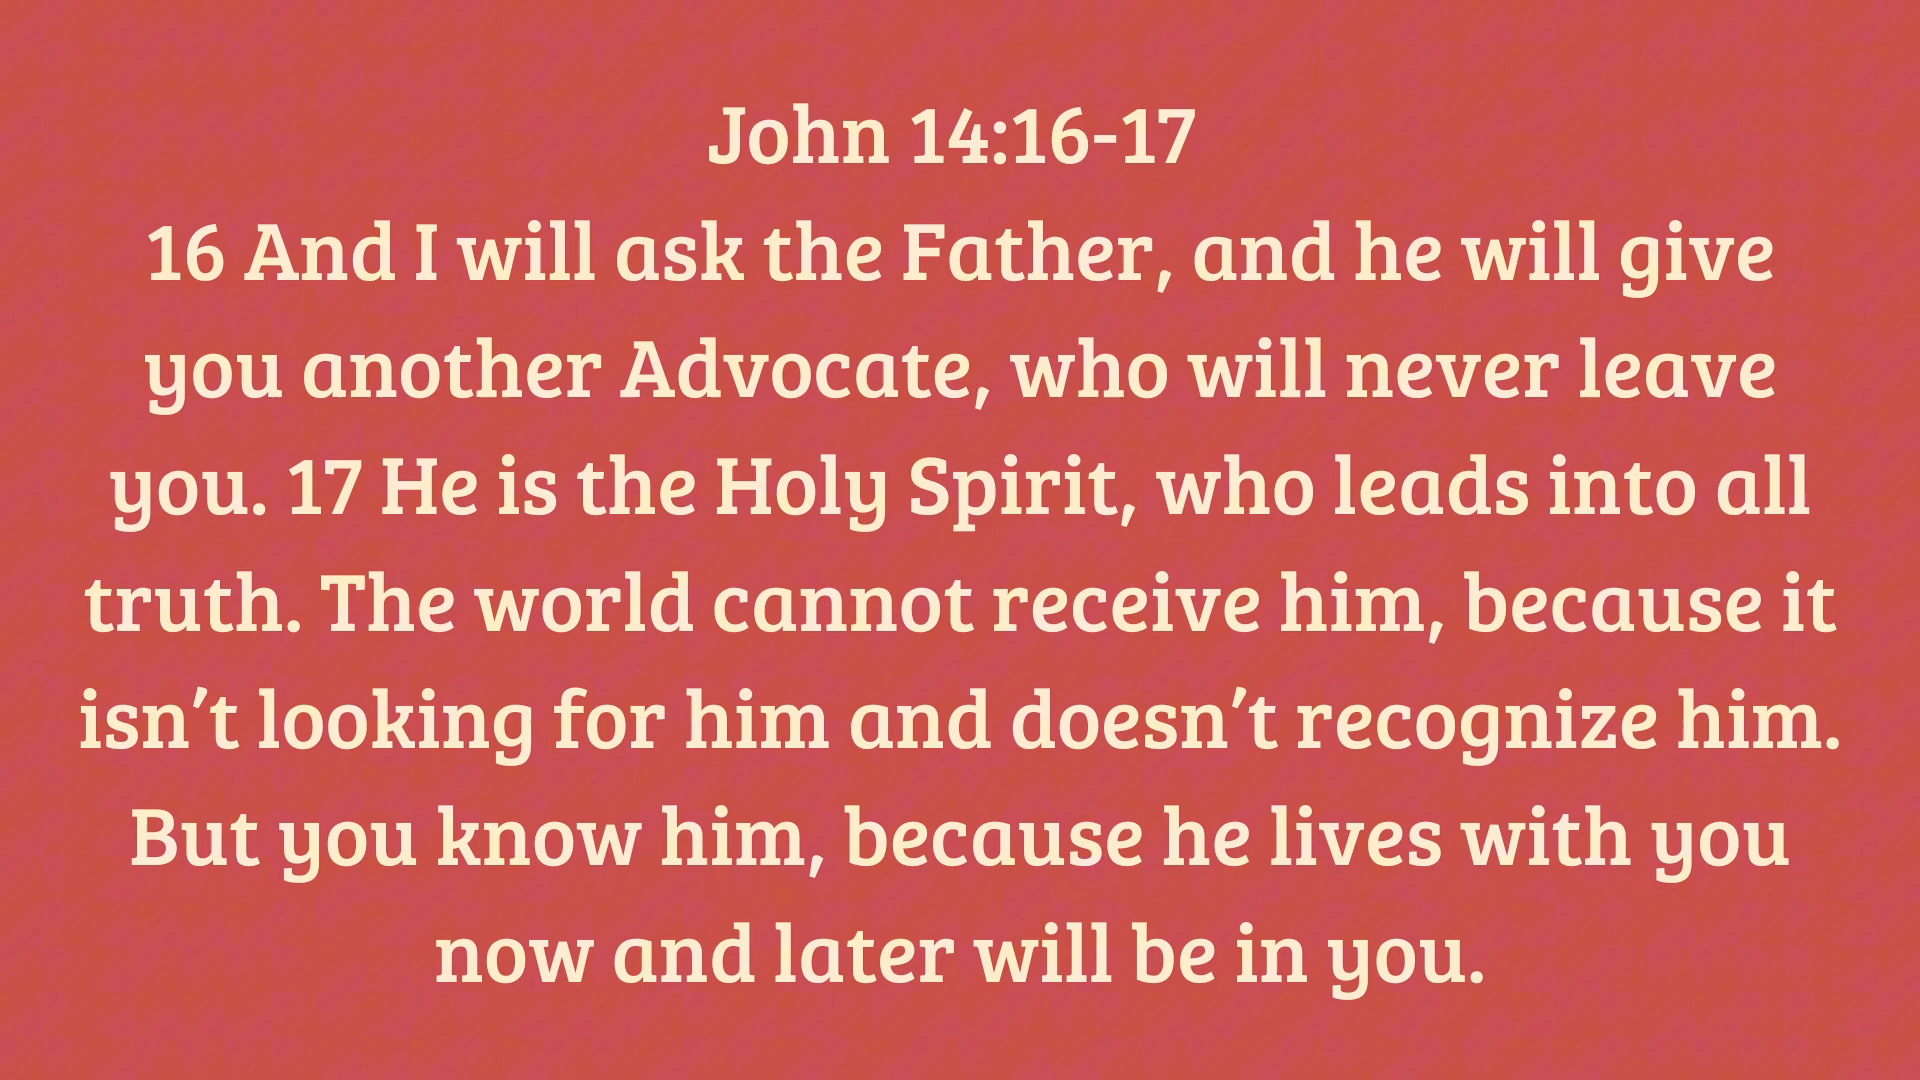 John 14:16-17
16 And I will ask the Father, and he will give
you another Advocate, who will never leave
you. 17 He is the Holy Spirit, who leads into all
truth. The world cannot receive him, because it
isn’t looking for him and doesn’t recognize him.
But you know him, because he lives with you
now and later will be in you.